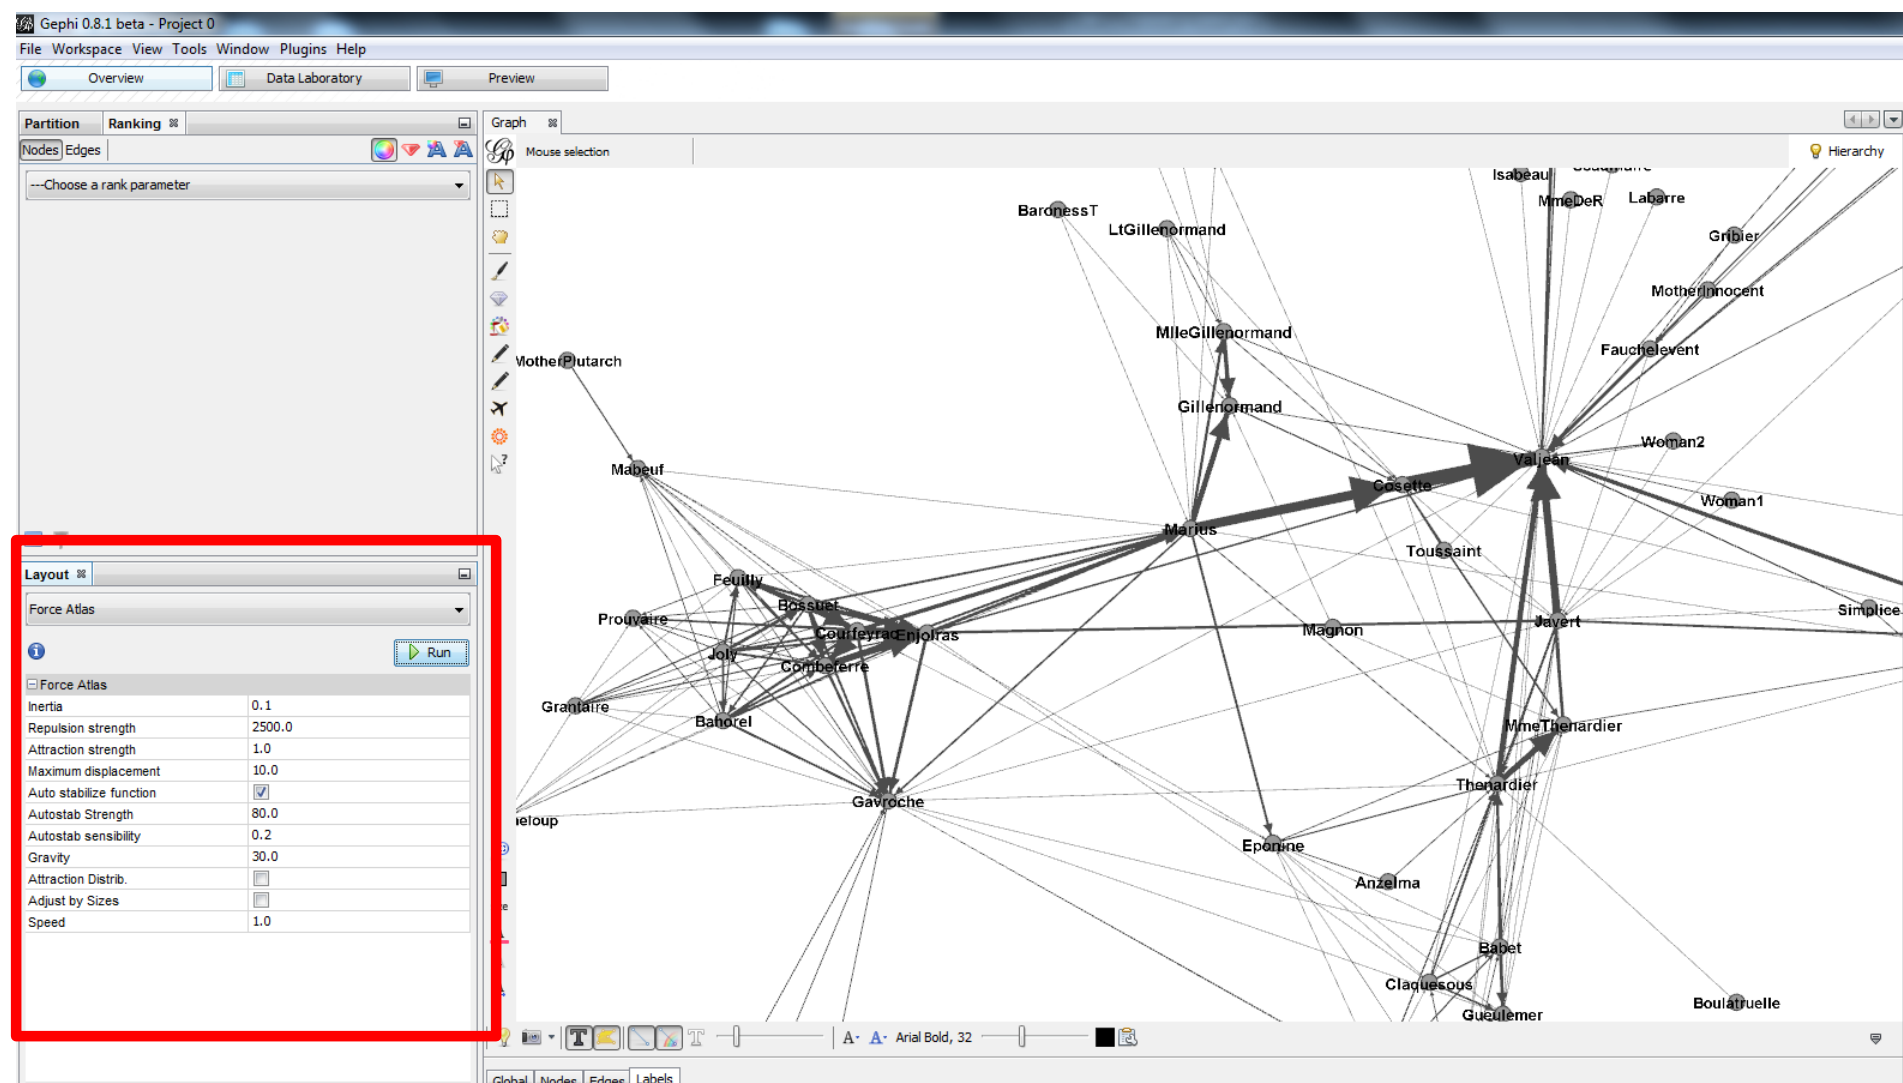 Gephi 0.8.1 beta - Project 0
File Workspace View Tools Window Plugins Help
Overview
Data Laboratory
Preview
Partition
Ranking
Nodes Edges
---Choose a rank parameter
Layout
Force Atlas
Run
Force Atlas
Inertia 0.1
Repulsion strength 2500.0
Attraction strength 1.0
Maximum displacement 10.0
Auto stabilize function
Autostab Strength 80.0
Autostab sensibility 0.2
Gravity 30.0
Attraction Distrib.
Adjust by Sizes
Speed 1.0
Graph
Mouse selection
Hierarchy
Isabeau
MmeDeR
Labarre
BaronessT
LtGillenormand
Gribier
MotherInnocent
MlleGillenormand
Fauchelevent
MotherPlutarch
Gillenormand
Woman2
Valjean
Mabeuf
Cosette
Woman1
Marius
Toussaint
Feuilly
Bossuet
Simplice
Prouvaire
Courfeyrac
Enjolras
Magnon
Javert
Joly
Combeferre
Grantaire
Bahorel
MmeThenardier
Thenardier
Gavroche
eloup
Eponine
Anzelma
Babet
Claquesous
Gueulemer
Boulatruelle
Arial Bold, 32
Global Nodes Edges Labels